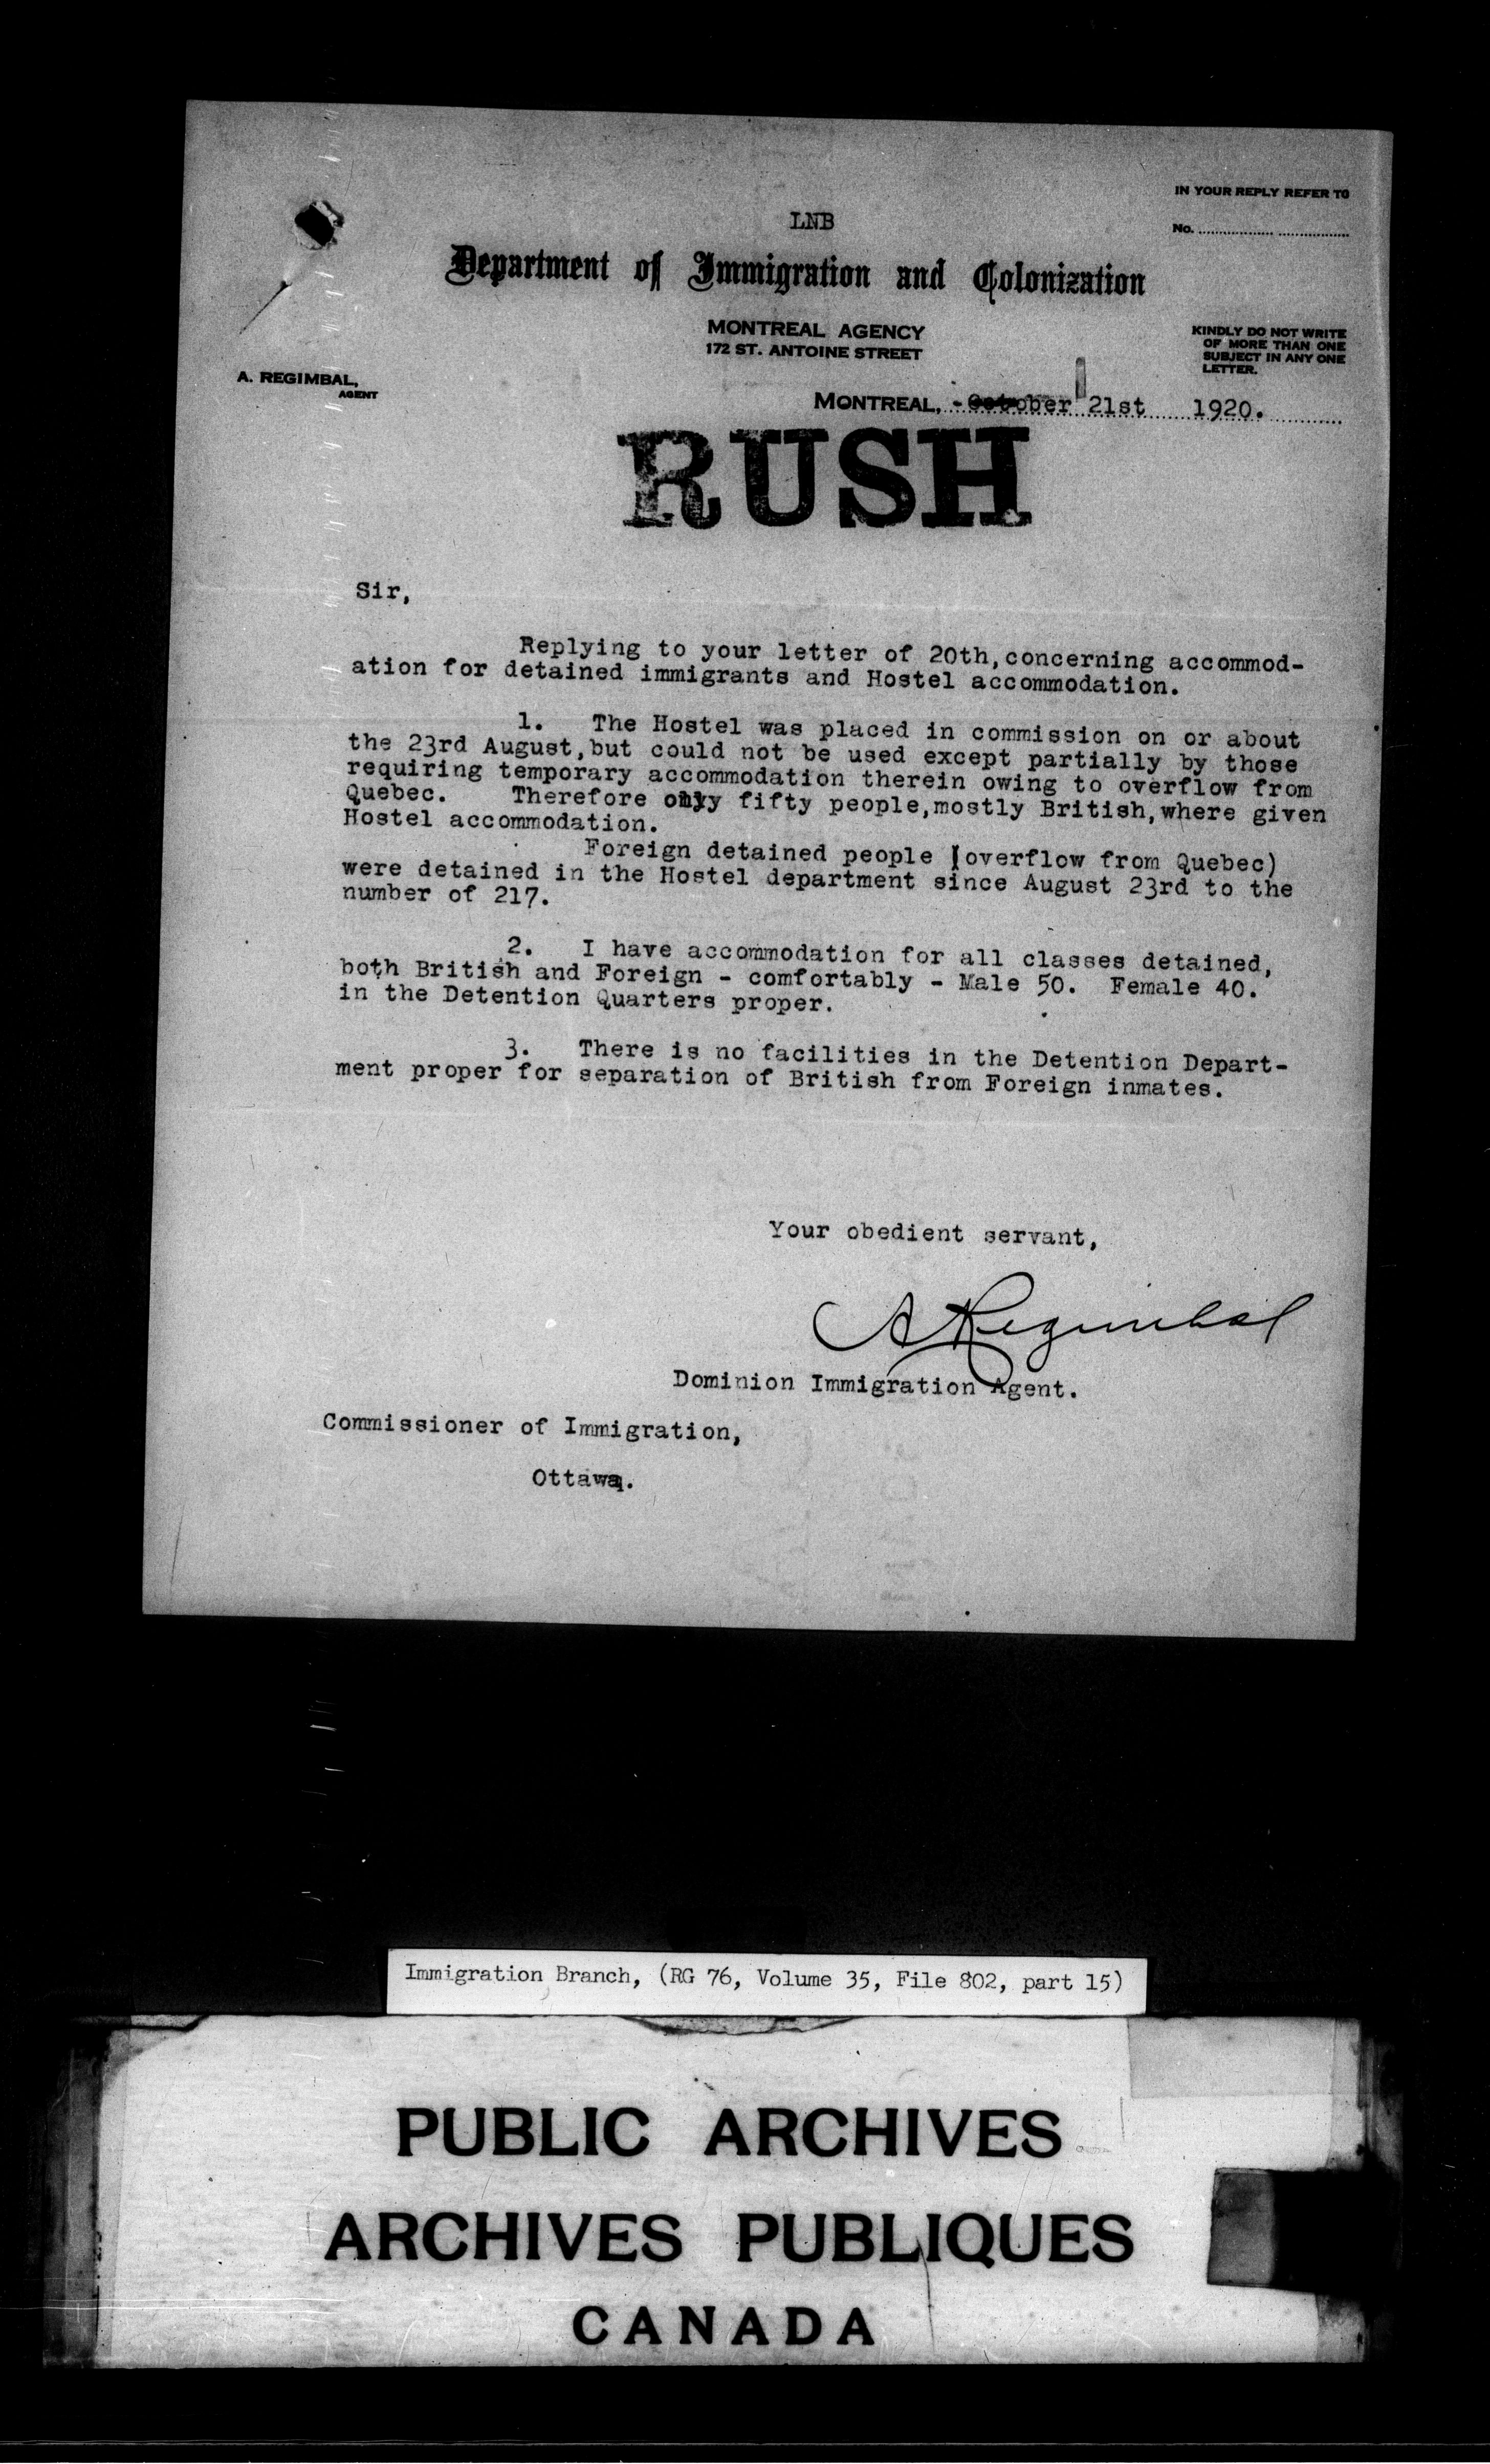 IN YOUR REPLY REFER TO
No. ....................
LNB
Department of Immigration and Colonization
MONTREAL AGENCY
172 ST. ANTOINE STREET
KINDLY DO NOT WRITE
OF MORE THAN ONE
SUBJECT IN ANY ONE
LETTER.
A. REGIMBAL,
AGENT
MONTREAL, - October 21st 1920.
RUSH
Sir,
Replying to your letter of 20th,concerning accommod-
ation for detained immigrants and Hostel accommodation.
1. The Hostel was placed in commission on or about
the 23rd August,but could not be used except partially by those
requiring temporary accommodation therein owing to overflow from
Quebec. Therefore only fifty people,mostly British,where given
Hostel accommodation.
Foreign detained people (overflow from Quebec)
were detained in the Hostel department since August 23rd to the
number of 217.
2. I have accommodation for all classes detained,
both British and Foreign - comfortably - Male 50. Female 40.
in the Detention Quarters proper.
3. There is no facilities in the Detention Depart-
ment proper for separation of British from Foreign inmates.
Your obedient servant,
A Regimbal
Dominion Immigration Agent.
Commissioner of Immigration,
Ottawa.
Immigration Branch, (RG 76, Volume 35, File 802, part 15)
PUBLIC ARCHIVES
ARCHIVES PUBLIQUES
CANADA